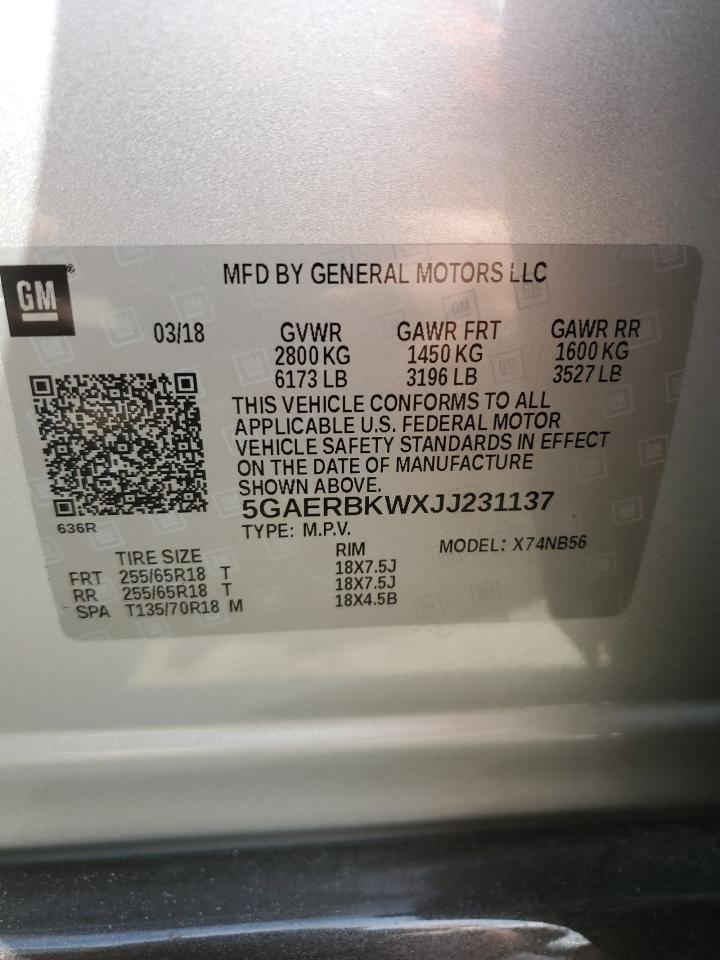 GM®
MFD BY GENERAL MOTORS LLC
03/18 GVWR GAWR FRT GAWR RR
2800 KG 1450 KG 1600 KG
6173 LB 3196 LB 3527 LB
THIS VEHICLE CONFORMS TO ALL
APPLICABLE U.S. FEDERAL MOTOR
VEHICLE SAFETY STANDARDS IN EFFECT
ON THE DATE OF MANUFACTURE
SHOWN ABOVE.
5GAERBKWXJJ231137
636R
TYPE: M.P.V. MODEL: X74NB56
TIRE SIZE RIM
FRT 255/65R18 T 18X7.5J
RR 255/65R18 T 18X7.5J
SPA T135/70R18 M 18X4.5B